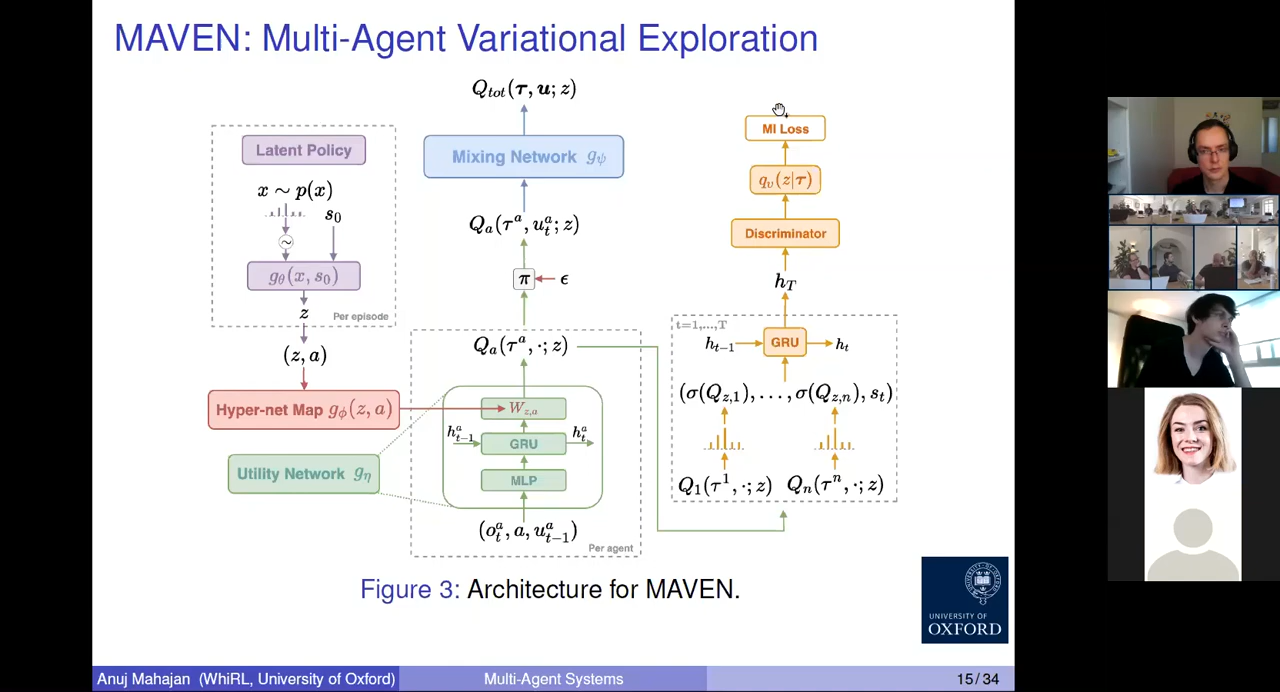 MAVEN: Multi-Agent Variational Exploration
Q_tot(τ, u; z)
Latent Policy
x ∼ p(x)
s_0
∼
g_θ(x, s_0)
z
Per episode
(z, a)
Hyper-net Map g_ϕ(z, a)
Utility Network g_η
Mixing Network g_ψ
Q_a(τ^a, u_t^a; z)
π
ϵ
Q_a(τ^a, ·; z)
W_{z,a}
h_{t-1}^a
GRU
h_t^a
MLP
(o_t^a, a, u_{t-1}^a)
Per agent
MI Loss
q_υ(z|τ)
Discriminator
h_T
t=1,...,T
h_{t-1}
GRU
h_t
(σ(Q_{z,1}), . . . , σ(Q_{z,n}), s_t)
Q_1(τ^1, ·; z) Q_n(τ^n, ·; z)
Figure 3: Architecture for MAVEN.
UNIVERSITY OF
OXFORD
Anuj Mahajan (WhiRL, University of Oxford)
Multi-Agent Systems
15 / 34